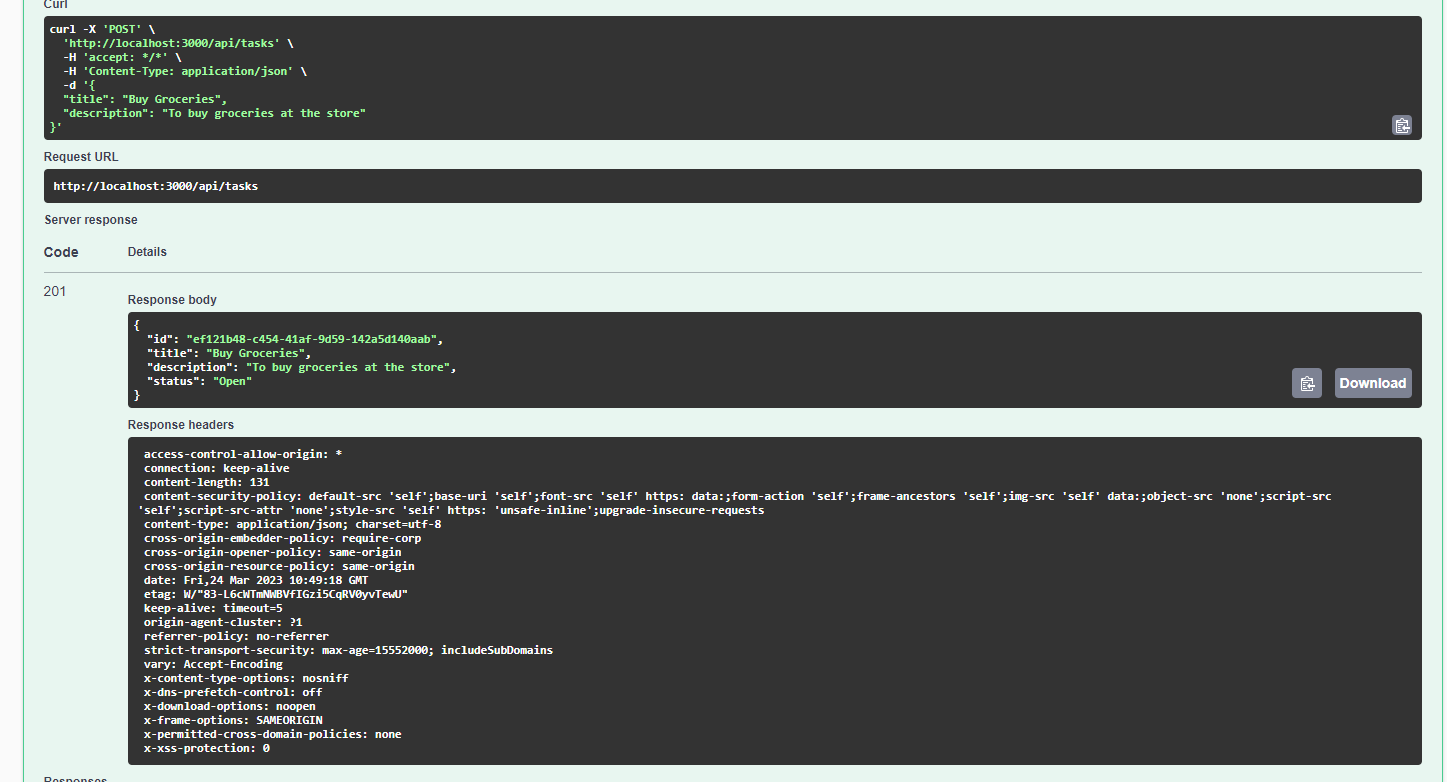 Curl
curl -X 'POST' \
  'http://localhost:3000/api/tasks' \
  -H 'accept: */*' \
  -H 'Content-Type: application/json' \
  -d '{
  "title": "Buy Groceries",
  "description": "To buy groceries at the store"
}'
Request URL
http://localhost:3000/api/tasks
Server response
Code Details
201
Response body
{
  "id": "ef121b48-c454-41af-9d59-142a5d140aab",
  "title": "Buy Groceries",
  "description": "To buy groceries at the store",
  "status": "Open"
}
Download
Response headers
access-control-allow-origin: *
connection: keep-alive
content-length: 131
content-security-policy: default-src 'self';base-uri 'self';font-src 'self' https: data:;form-action 'self';frame-ancestors 'self';img-src 'self' data:;object-src 'none';script-src
'self';script-src-attr 'none';style-src 'self' https: 'unsafe-inline';upgrade-insecure-requests
content-type: application/json; charset=utf-8
cross-origin-embedder-policy: require-corp
cross-origin-opener-policy: same-origin
cross-origin-resource-policy: same-origin
date: Fri,24 Mar 2023 10:49:18 GMT
etag: W/"83-L6cWTmNWBVfIGzi5CqRV0yvTewU"
keep-alive: timeout=5
origin-agent-cluster: ?1
referrer-policy: no-referrer
strict-transport-security: max-age=15552000; includeSubDomains
vary: Accept-Encoding
x-content-type-options: nosniff
x-dns-prefetch-control: off
x-download-options: noopen
x-frame-options: SAMEORIGIN
x-permitted-cross-domain-policies: none
x-xss-protection: 0
Responses